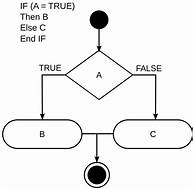 IF (A = TRUE)
Then B
Else C
End IF
TRUE
FALSE
A
B
C